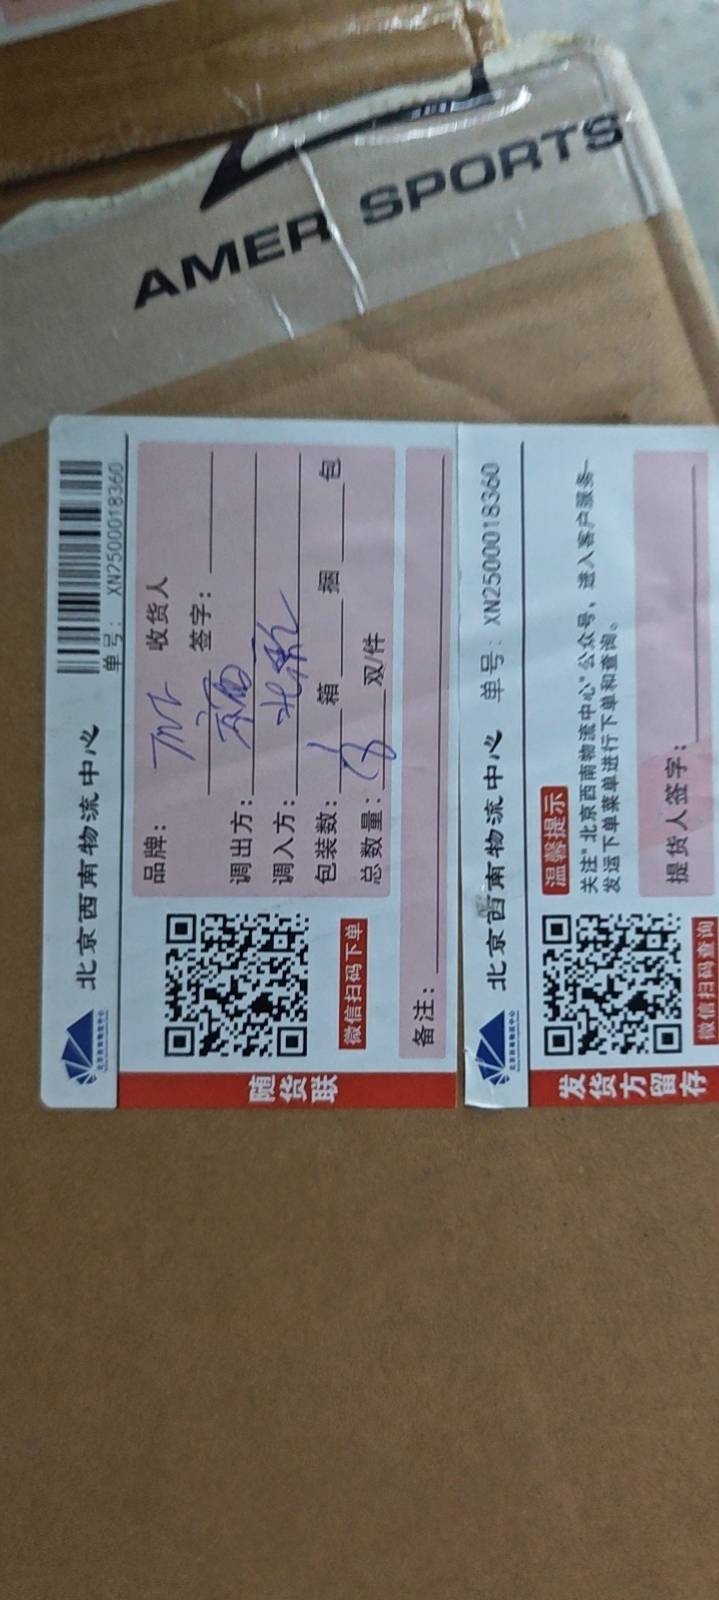 AMER SPORTS
北京西南物流中心
单号: XN2500018360
品牌: TNF 收货人
签字:
调出方: 京西
调入方:
包装数: 箱 捆 包
总数量: 双/件
微信扫码下单
备注:
随货联
北京西南物流中心 单号: XN2500018360
温馨提示
关注“北京西南物流中心”公众号，进入客户服务—
发运下单菜单进行下单和查询。
提货人签字:
微信扫码查询
发货方留存